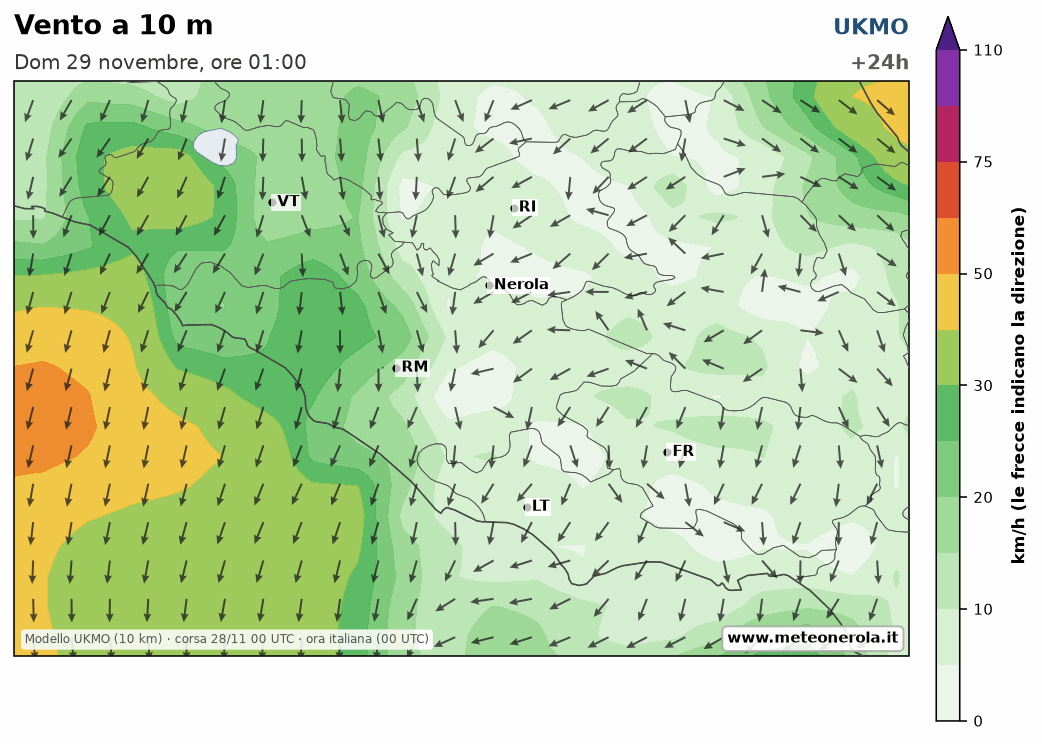 Vento a 10 m
UKMO
Dom 29 novembre, ore 01:00
+24h
110
75
50
30
20
10
0
km/h (le frecce indicano la direzione)
VT
RI
Nerola
RM
FR
LT
Modello UKMO (10 km) · corsa 28/11 00 UTC · ora italiana (00 UTC)
www.meteonerola.it